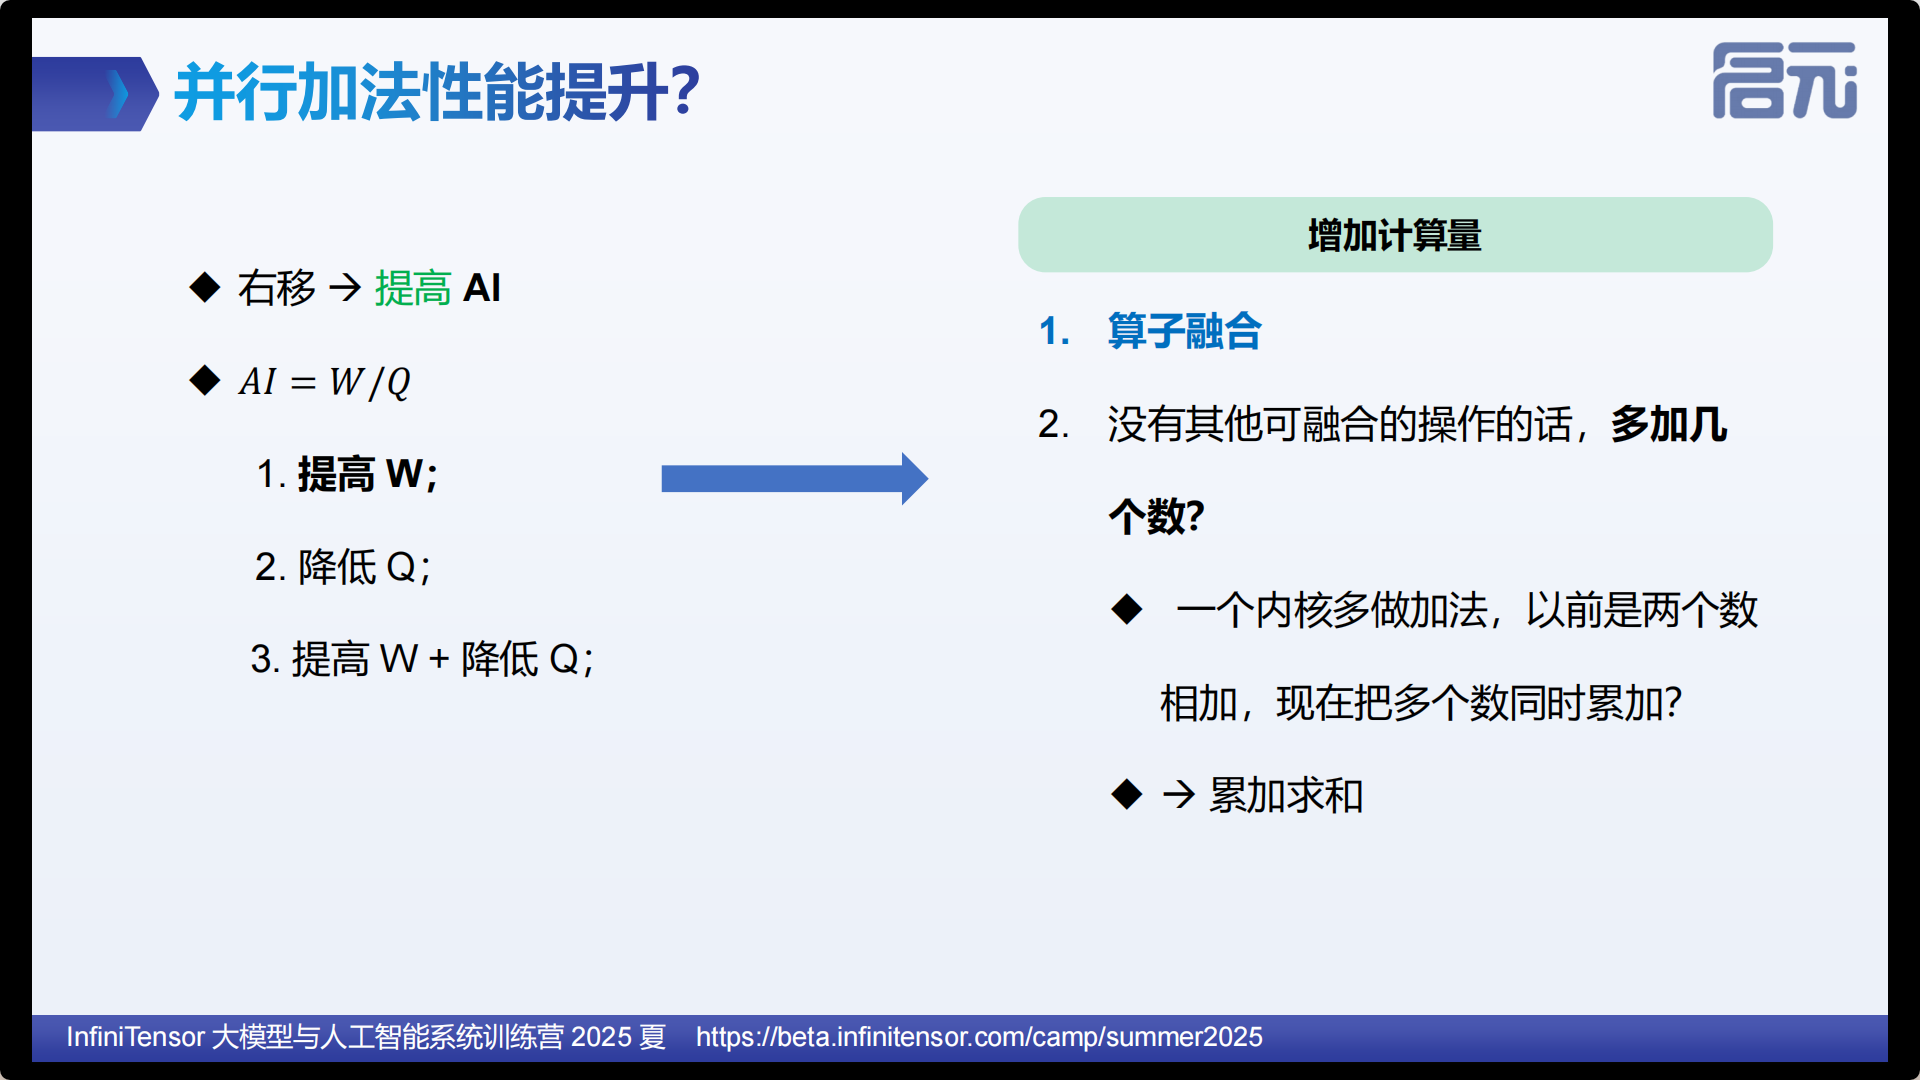 并行加法性能提升？
启元
◆ 右移 → 提高 AI
◆ AI = W/Q
1. 提高 W；
2. 降低 Q；
3. 提高 W + 降低 Q；
增加计算量
1. 算子融合
2. 没有其他可融合的操作的话，多加几
个数？
◆ 一个内核多做加法，以前是两个数
相加，现在把多个数同时累加？
◆ → 累加求和
InfiniTensor 大模型与人工智能系统训练营 2025 夏 https://beta.infinitensor.com/camp/summer2025